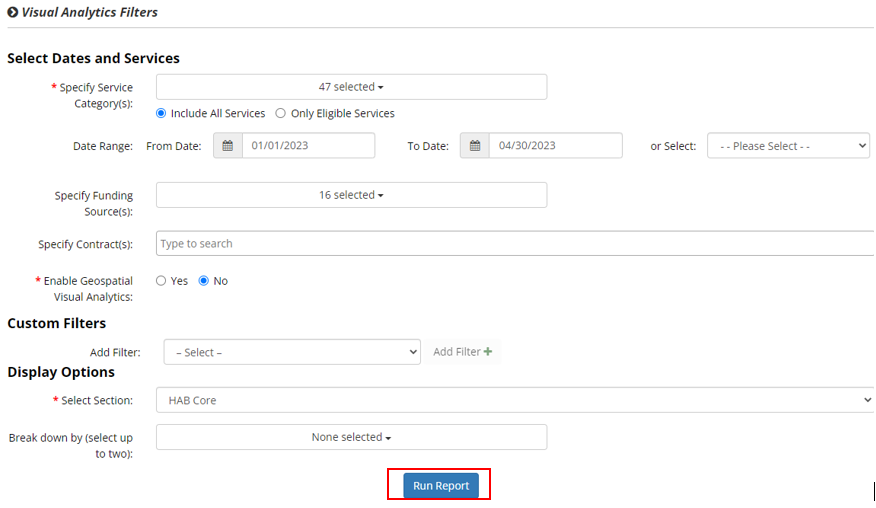 Visual Analytics Filters
Select Dates and Services
* Specify Service
Category(s):
47 selected
Include All Services Only Eligible Services
Date Range: From Date: 01/01/2023 To Date: 04/30/2023 or Select: - - Please Select - -
Specify Funding
Source(s):
16 selected
Specify Contract(s): Type to search
* Enable Geospatial
Visual Analytics:
Yes No
Custom Filters
Add Filter: – Select – Add Filter
Display Options
* Select Section: HAB Core
Break down by (select up
to two):
None selected
Run Report